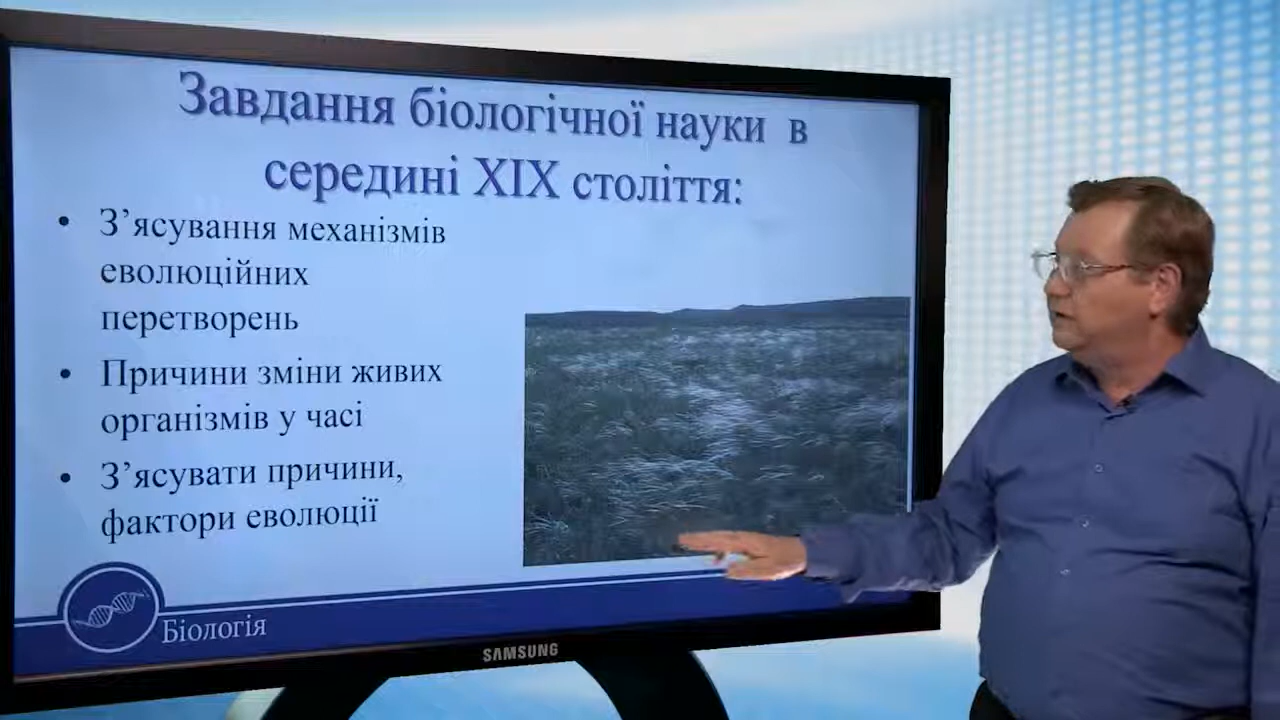 Завдання біологічної науки в
середині XIX століття:
• З’ясування механізмів
еволюційних
перетворень
• Причини зміни живих
організмів у часі
• З’ясувати причини,
фактори еволюції
Біологія
SAMSUNG